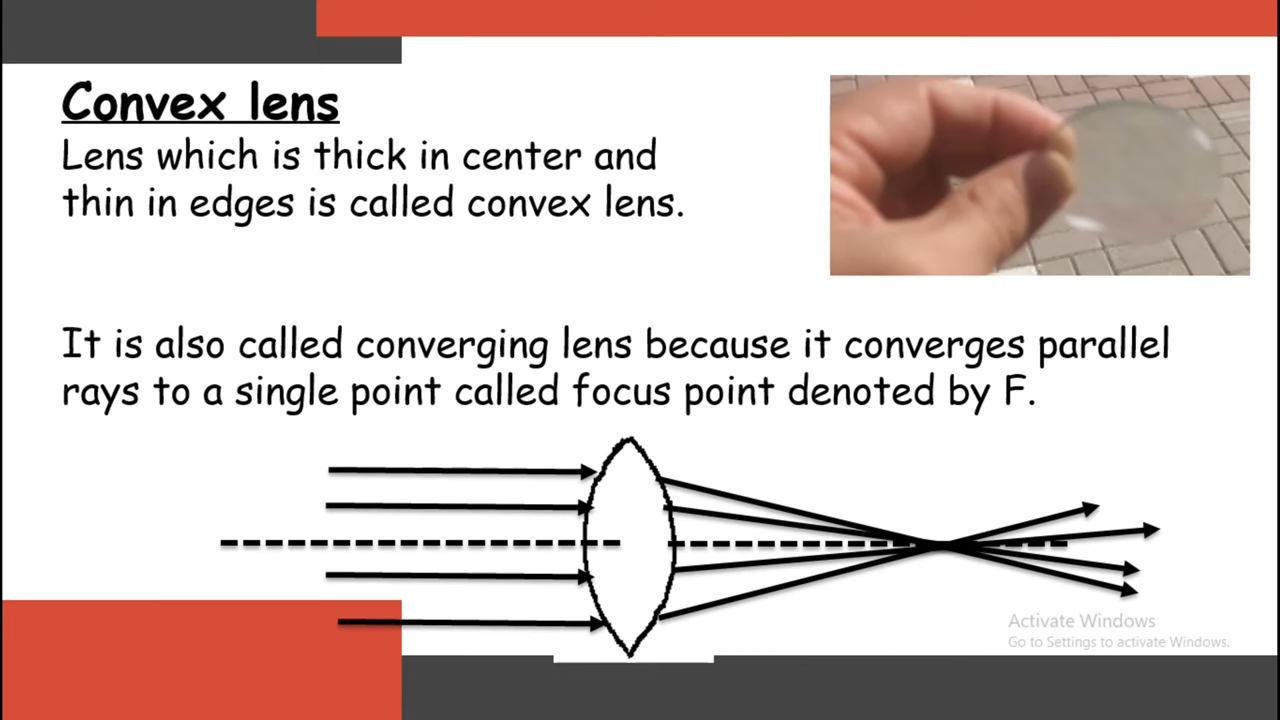 Convex lens
Lens which is thick in center and
thin in edges is called convex lens.
It is also called converging lens because it converges parallel
rays to a single point called focus point denoted by F.
Activate Windows
Go to Settings to activate Windows.